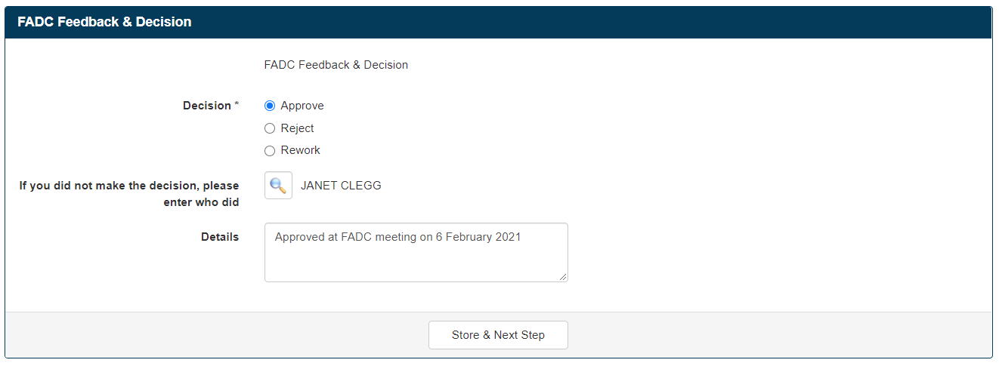 FADC Feedback & Decision
FADC Feedback & Decision
Decision *
Approve
Reject
Rework
If you did not make the decision, please
enter who did
JANET CLEGG
Details
Approved at FADC meeting on 6 February 2021
Store & Next Step